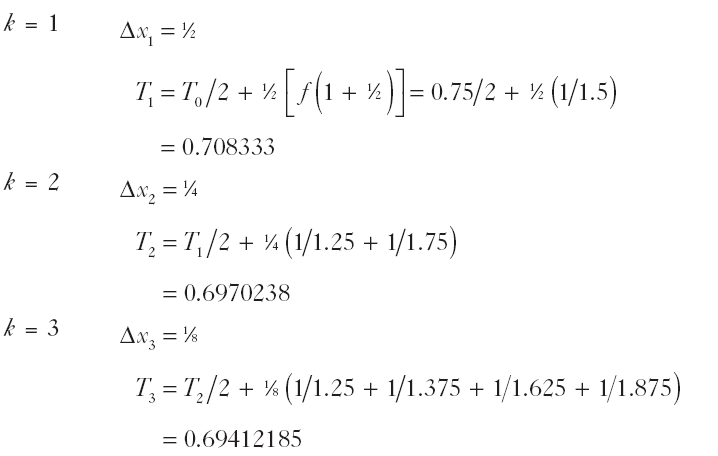 k = 1 Δx₁ = ½
T₁ = T₀/2 + ½ [f(1 + ½)] = 0.75/2 + ½ (1/1.5)
= 0.708333
k = 2 Δx₂ = ¼
T₂ = T₁/2 + ¼ (1/1.25 + 1/1.75)
= 0.6970238
k = 3 Δx₃ = ⅛
T₃ = T₂/2 + ⅛ (1/1.25 + 1/1.375 + 1/1.625 + 1/1.875)
= 0.69412185